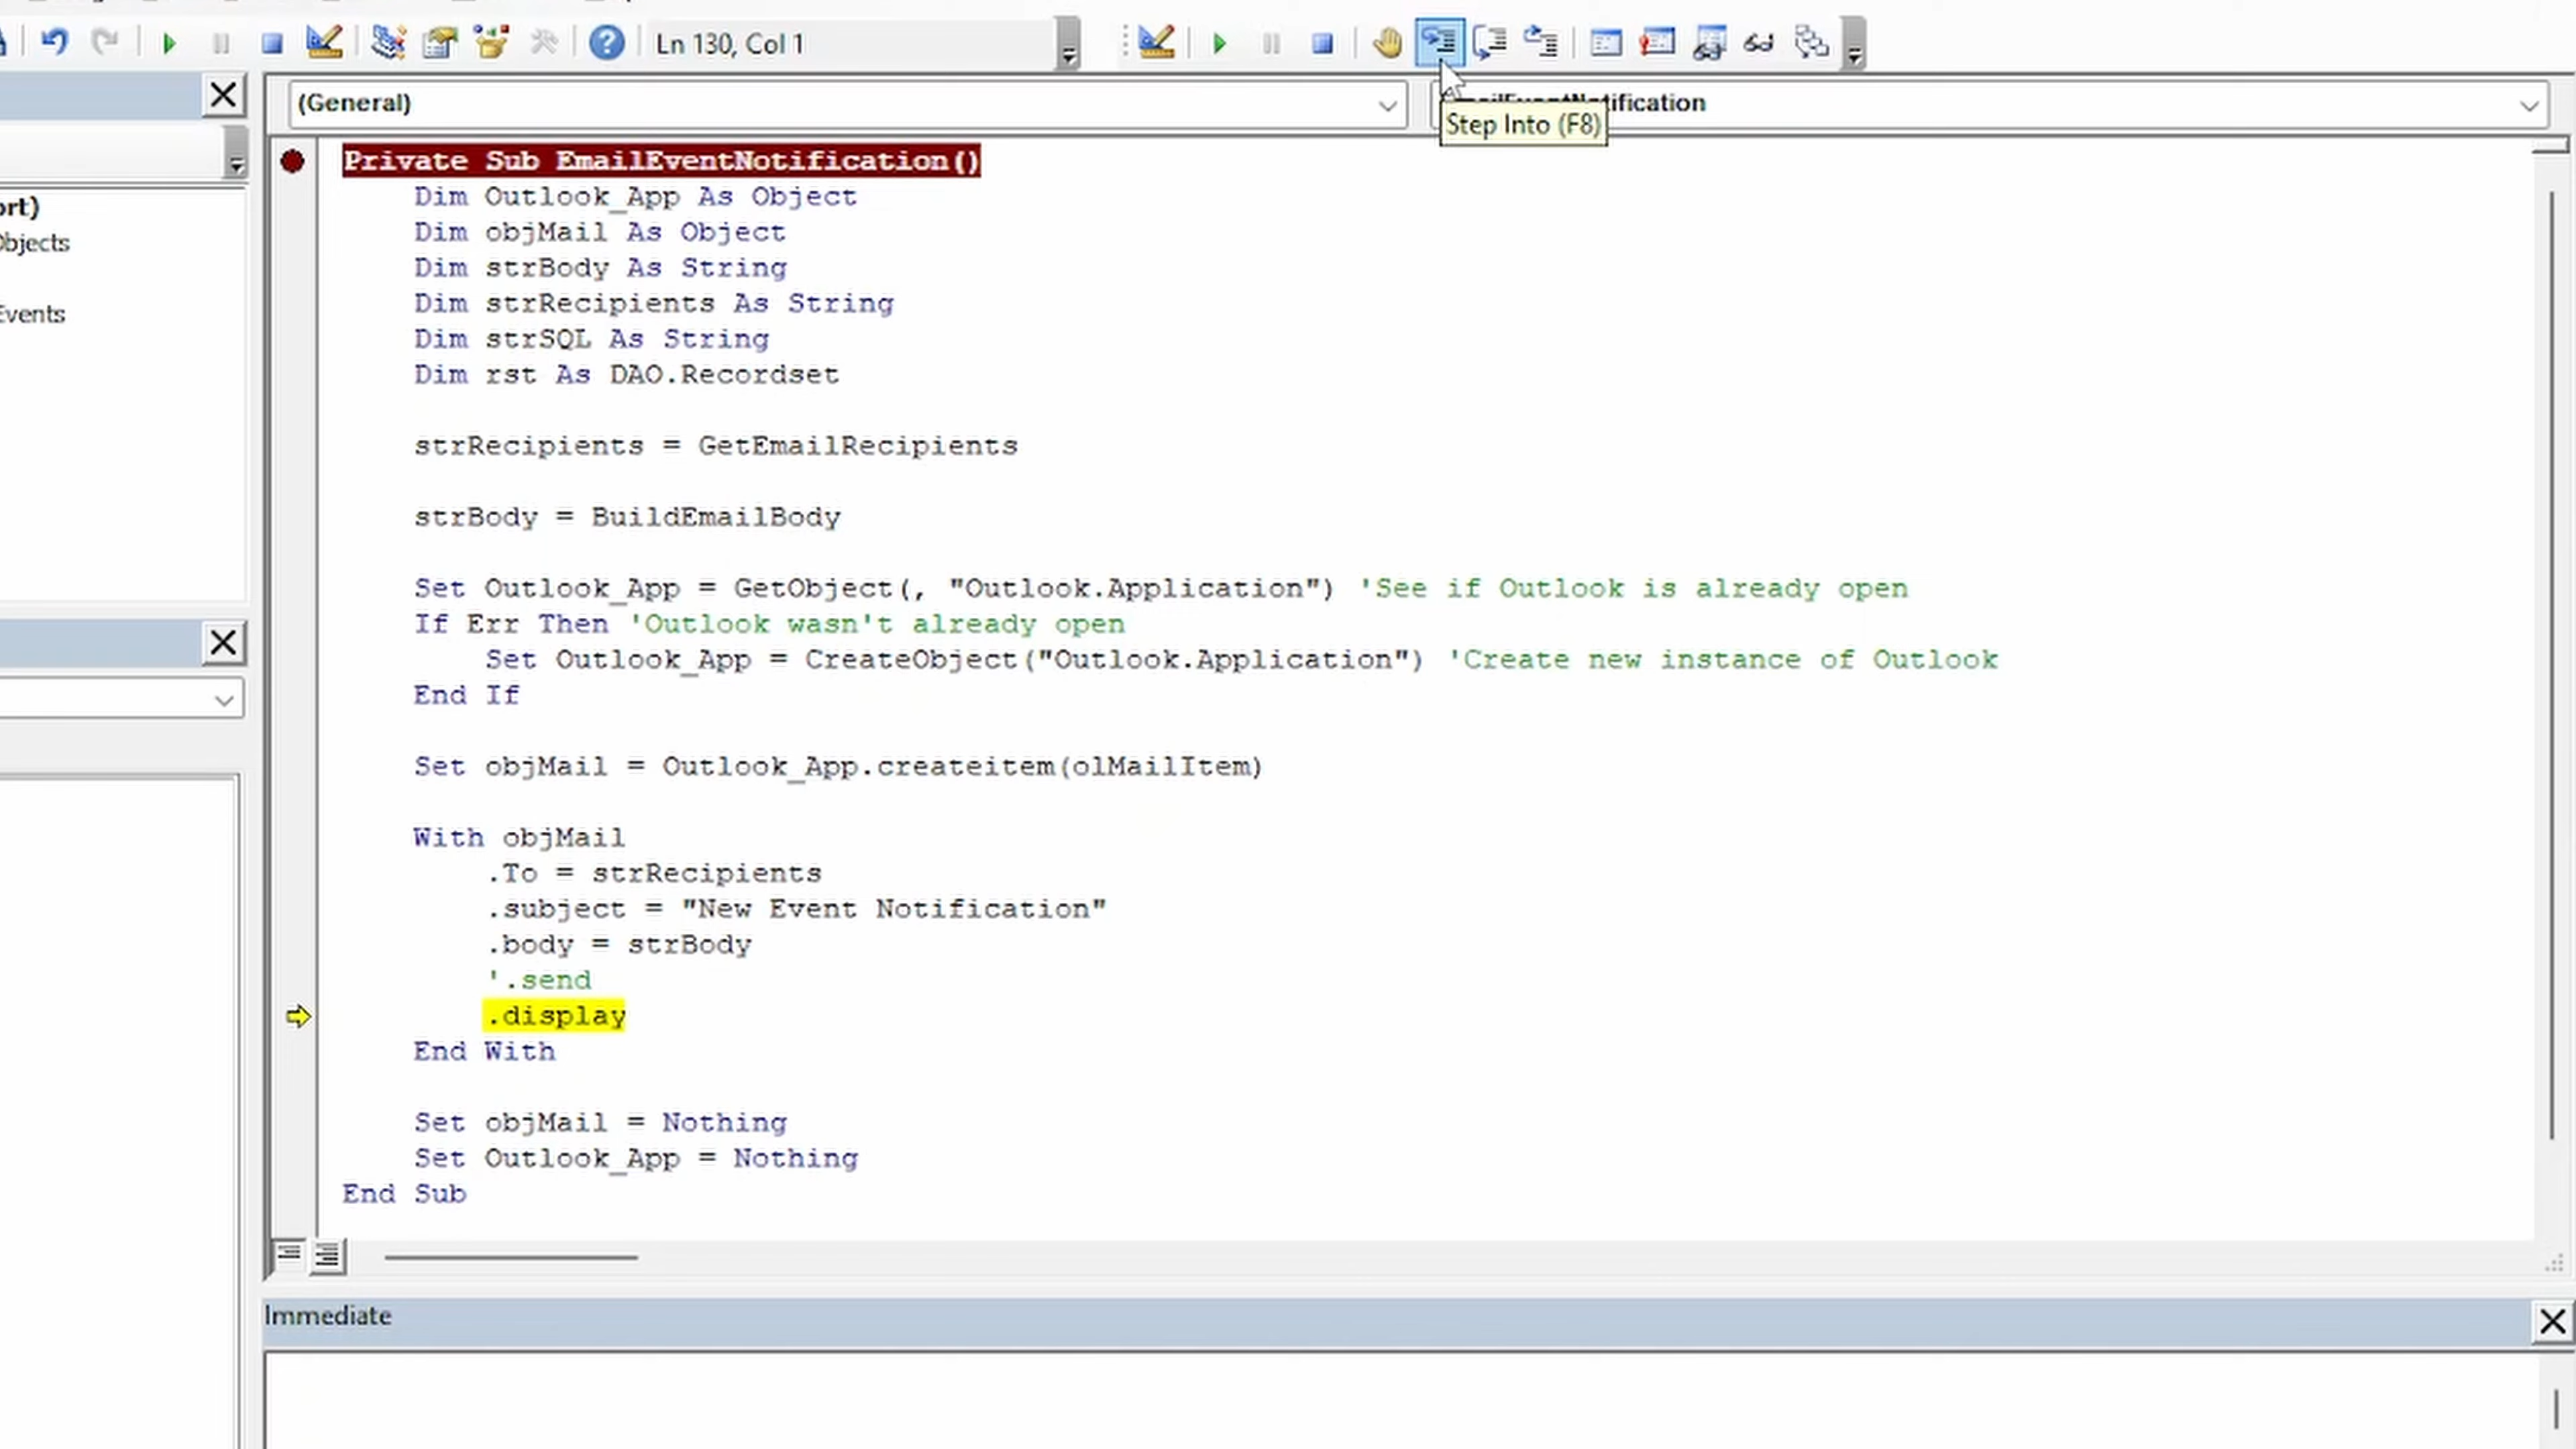 Ln 130, Col 1
(General)
ification
Step Into (F8)
ort)
Objects
Events
Private Sub EmailEventNotification()
Dim Outlook_App As Object
Dim objMail As Object
Dim strBody As String
Dim strRecipients As String
Dim strSQL As String
Dim rst As DAO.Recordset
strRecipients = GetEmailRecipients
strBody = BuildEmailBody
Set Outlook_App = GetObject(, "Outlook.Application") 'See if Outlook is already open
If Err Then 'Outlook wasn't already open
Set Outlook_App = CreateObject("Outlook.Application") 'Create new instance of Outlook
End If
Set objMail = Outlook_App.createitem(olMailItem)
With objMail
.To = strRecipients
.subject = "New Event Notification"
.body = strBody
'.send
.display
End With
Set objMail = Nothing
Set Outlook_App = Nothing
End Sub
Immediate